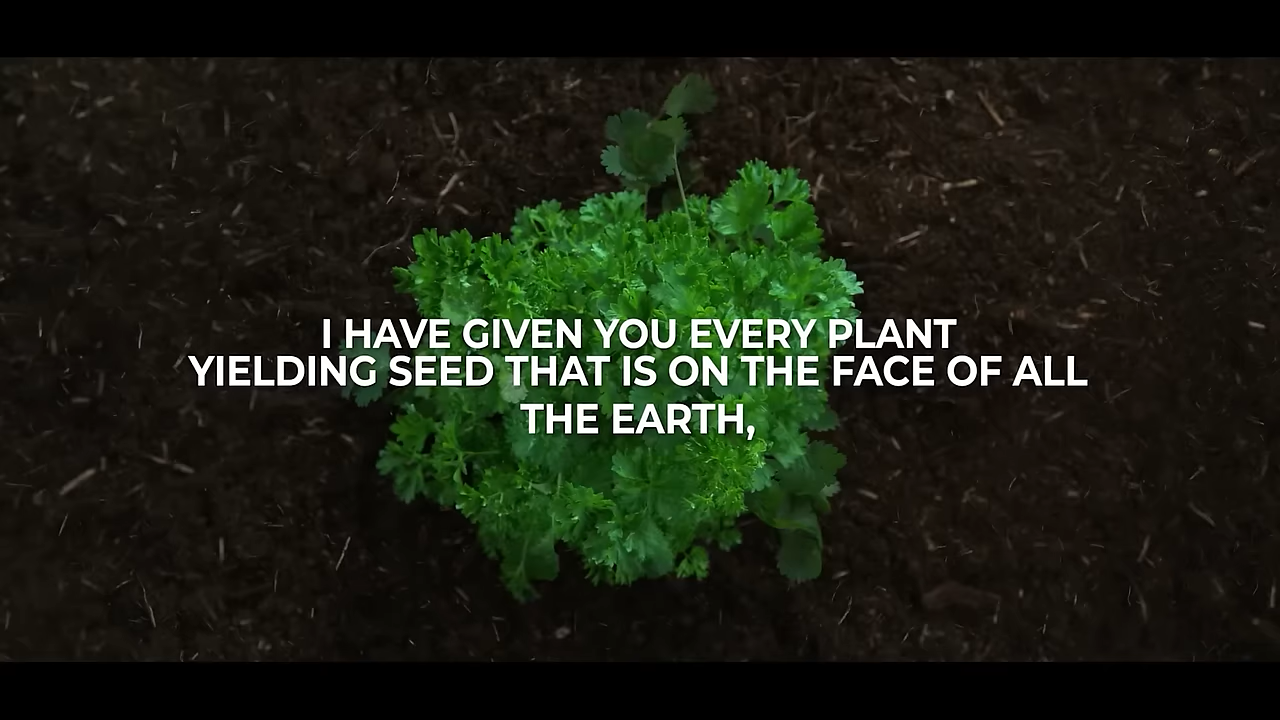 I HAVE GIVEN YOU EVERY PLANT
YIELDING SEED THAT IS ON THE FACE OF ALL
THE EARTH,